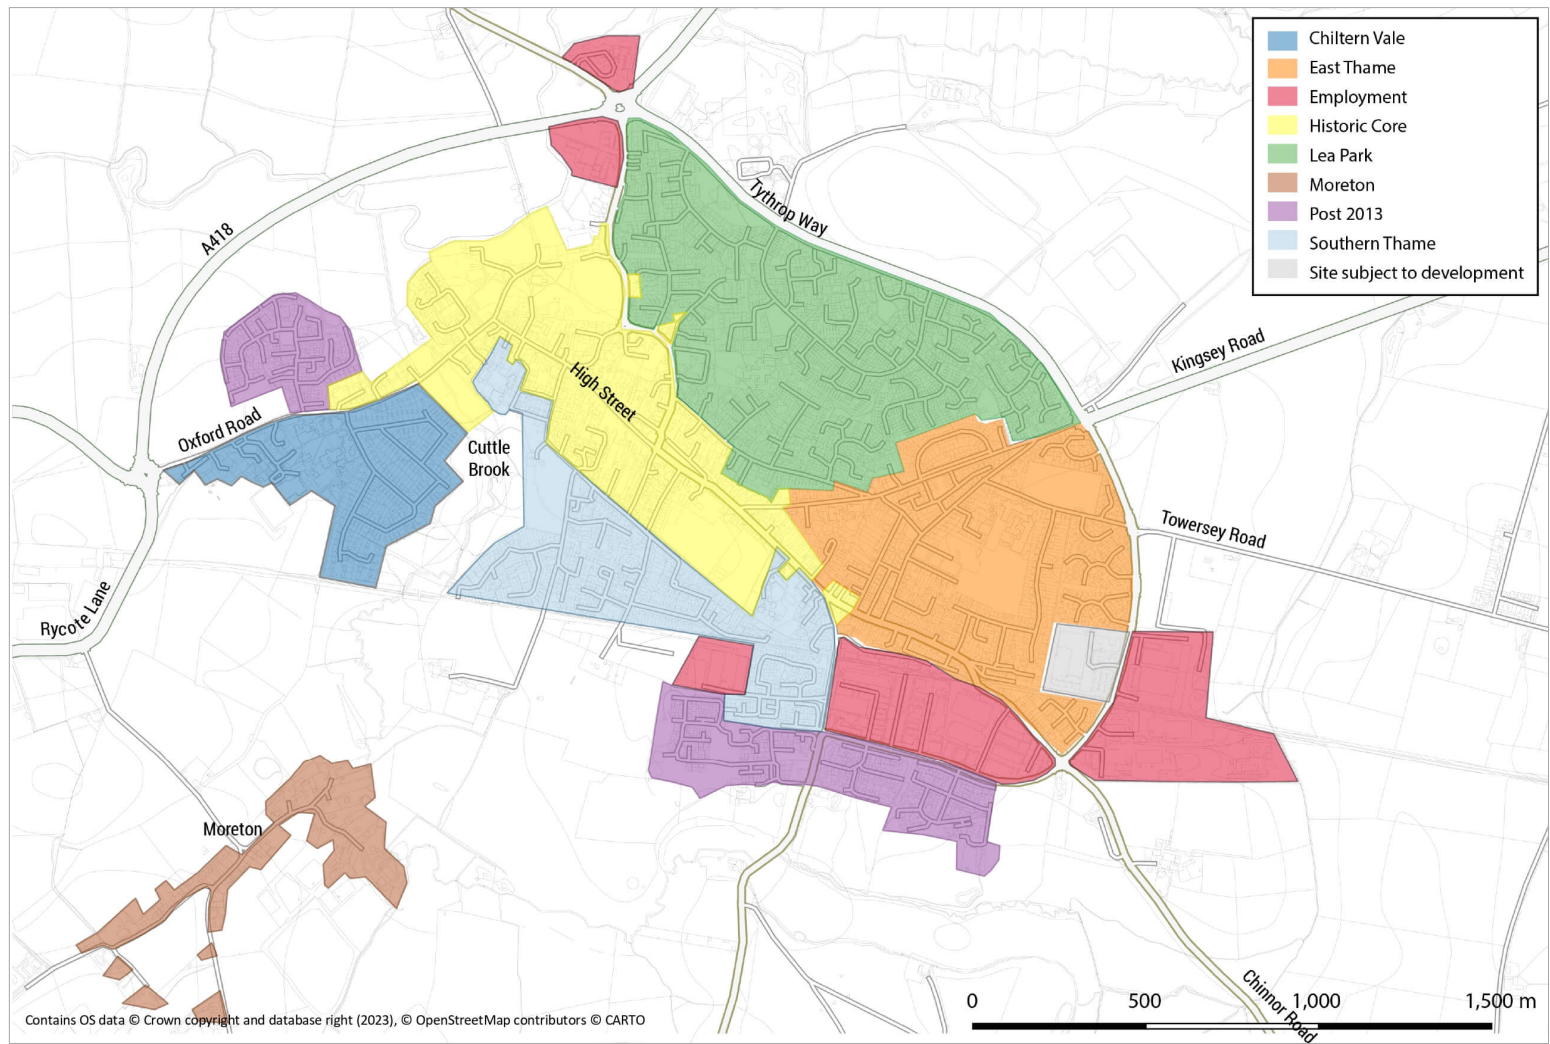 Chiltern Vale
East Thame
Employment
Historic Core
Lea Park
Moreton
Post 2013
Southern Thame
Site subject to development
A418
Tythrop Way
Kingsey Road
High Street
Oxford Road
Cuttle
Brook
Towersey Road
Rycote Lane
Moreton
Chinnor Road
0 500 1,000 1,500 m
Contains OS data © Crown copyright and database right (2023), © OpenStreetMap contributors © CARTO